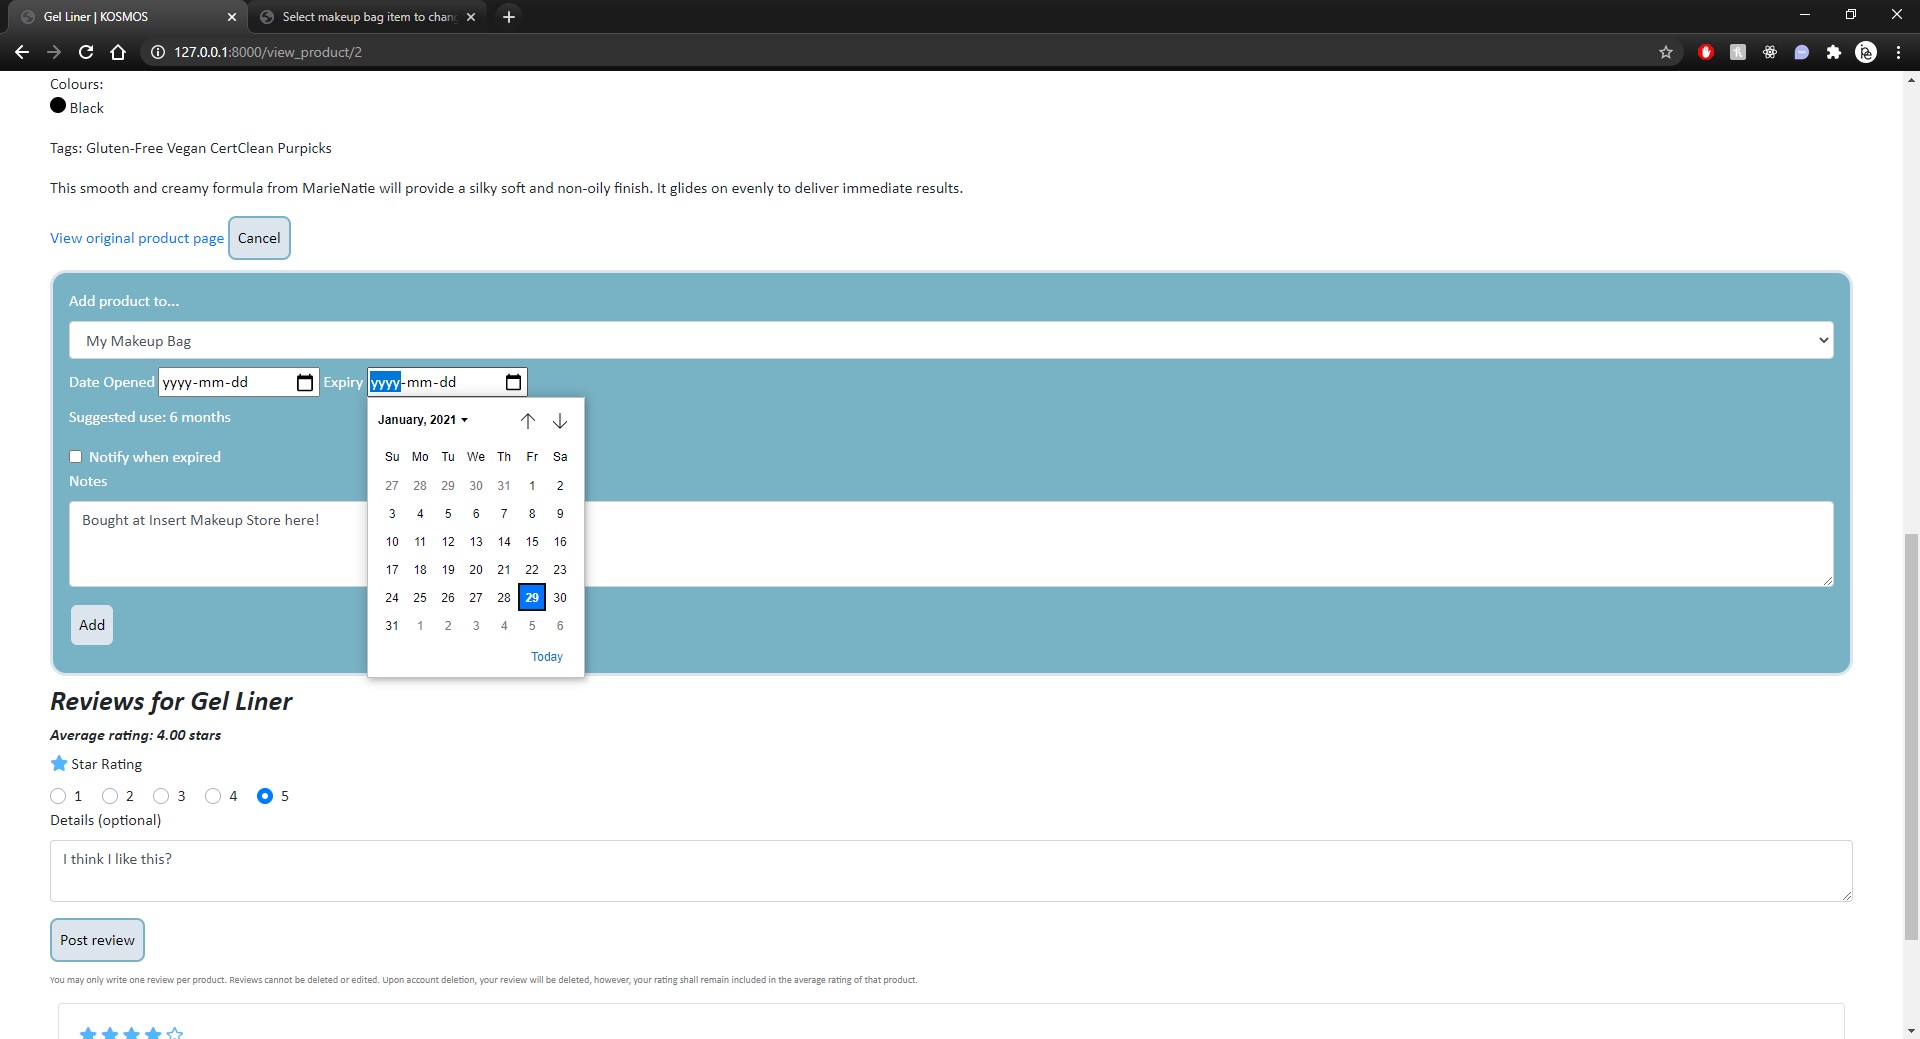 Gel Liner | KOSMOS
Select makeup bag item to chan
127.0.0.1:8000/view_product/2
Colours:
Black
Tags: Gluten-Free Vegan CertClean Purpicks
This smooth and creamy formula from MarieNatie will provide a silky soft and non-oily finish. It glides on evenly to deliver immediate results.
View original product page Cancel
Add product to...
My Makeup Bag
Date Opened yyyy-mm-dd Expiry yyyy-mm-dd
Suggested use: 6 months
Notify when expired
Notes
Bought at Insert Makeup Store here!
Add
January, 2021
Su Mo Tu We Th Fr Sa
27 28 29 30 31 1 2
3 4 5 6 7 8 9
10 11 12 13 14 15 16
17 18 19 20 21 22 23
24 25 26 27 28 29 30
31 1 2 3 4 5 6
Today
Reviews for Gel Liner
Average rating: 4.00 stars
Star Rating
1 2 3 4 5
Details (optional)
I think I like this?
Post review
You may only write one review per product. Reviews cannot be deleted or edited. Upon account deletion, your review will be deleted, however, your rating shall remain included in the average rating of that product.